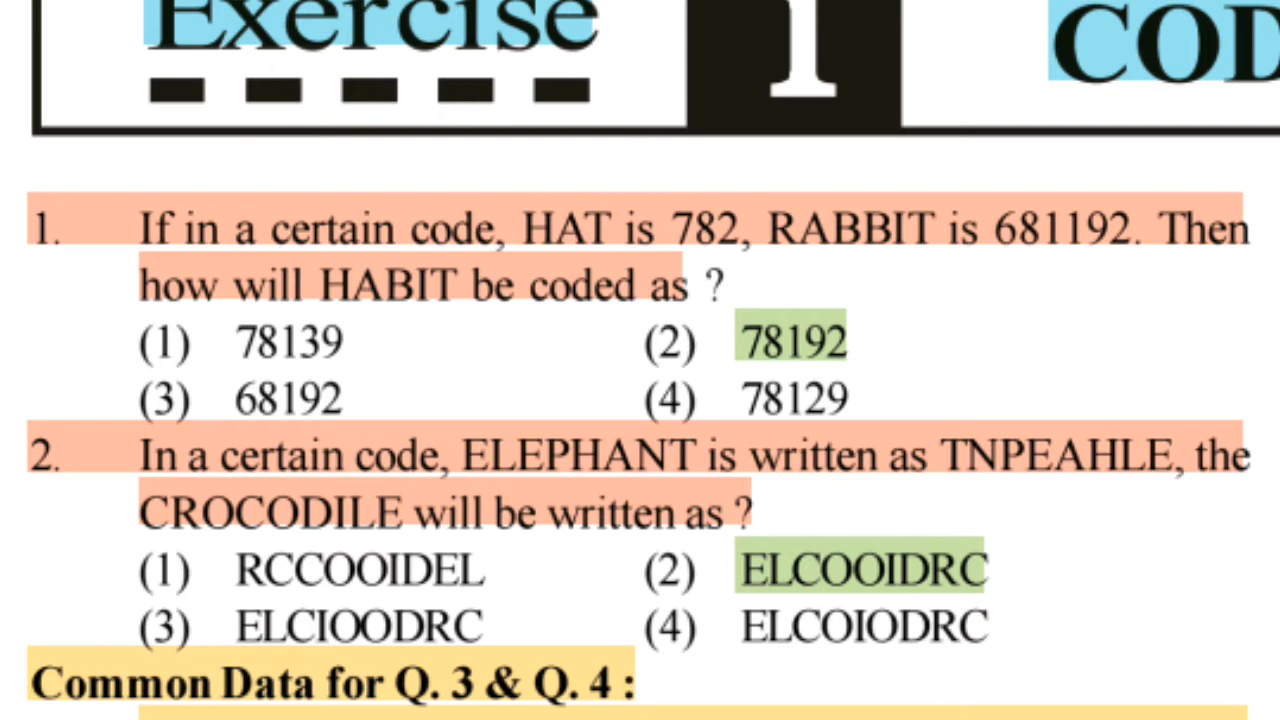 Exercise 1 COD
1. If in a certain code, HAT is 782, RABBIT is 681192. Then
how will HABIT be coded as ?
(1) 78139 (2) 78192
(3) 68192 (4) 78129
2. In a certain code, ELEPHANT is written as TNPEAHLE, the
CROCODILE will be written as ?
(1) RCCOOIDEL (2) ELCOOIDRC
(3) ELCIOODRC (4) ELCOIODRC
Common Data for Q. 3 & Q. 4 :